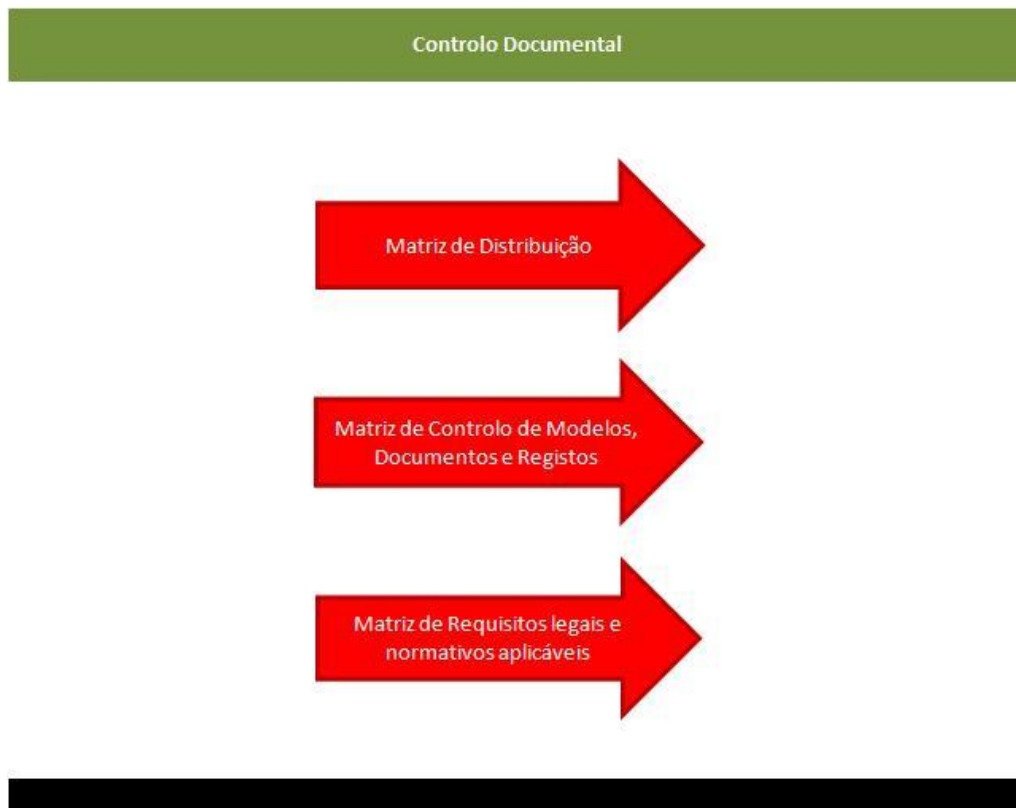 Controlo Documental
Matriz de Distribuição
Matriz de Controlo de Modelos,
Documentos e Registos
Matriz de Requisitos legais e
normativos aplicáveis